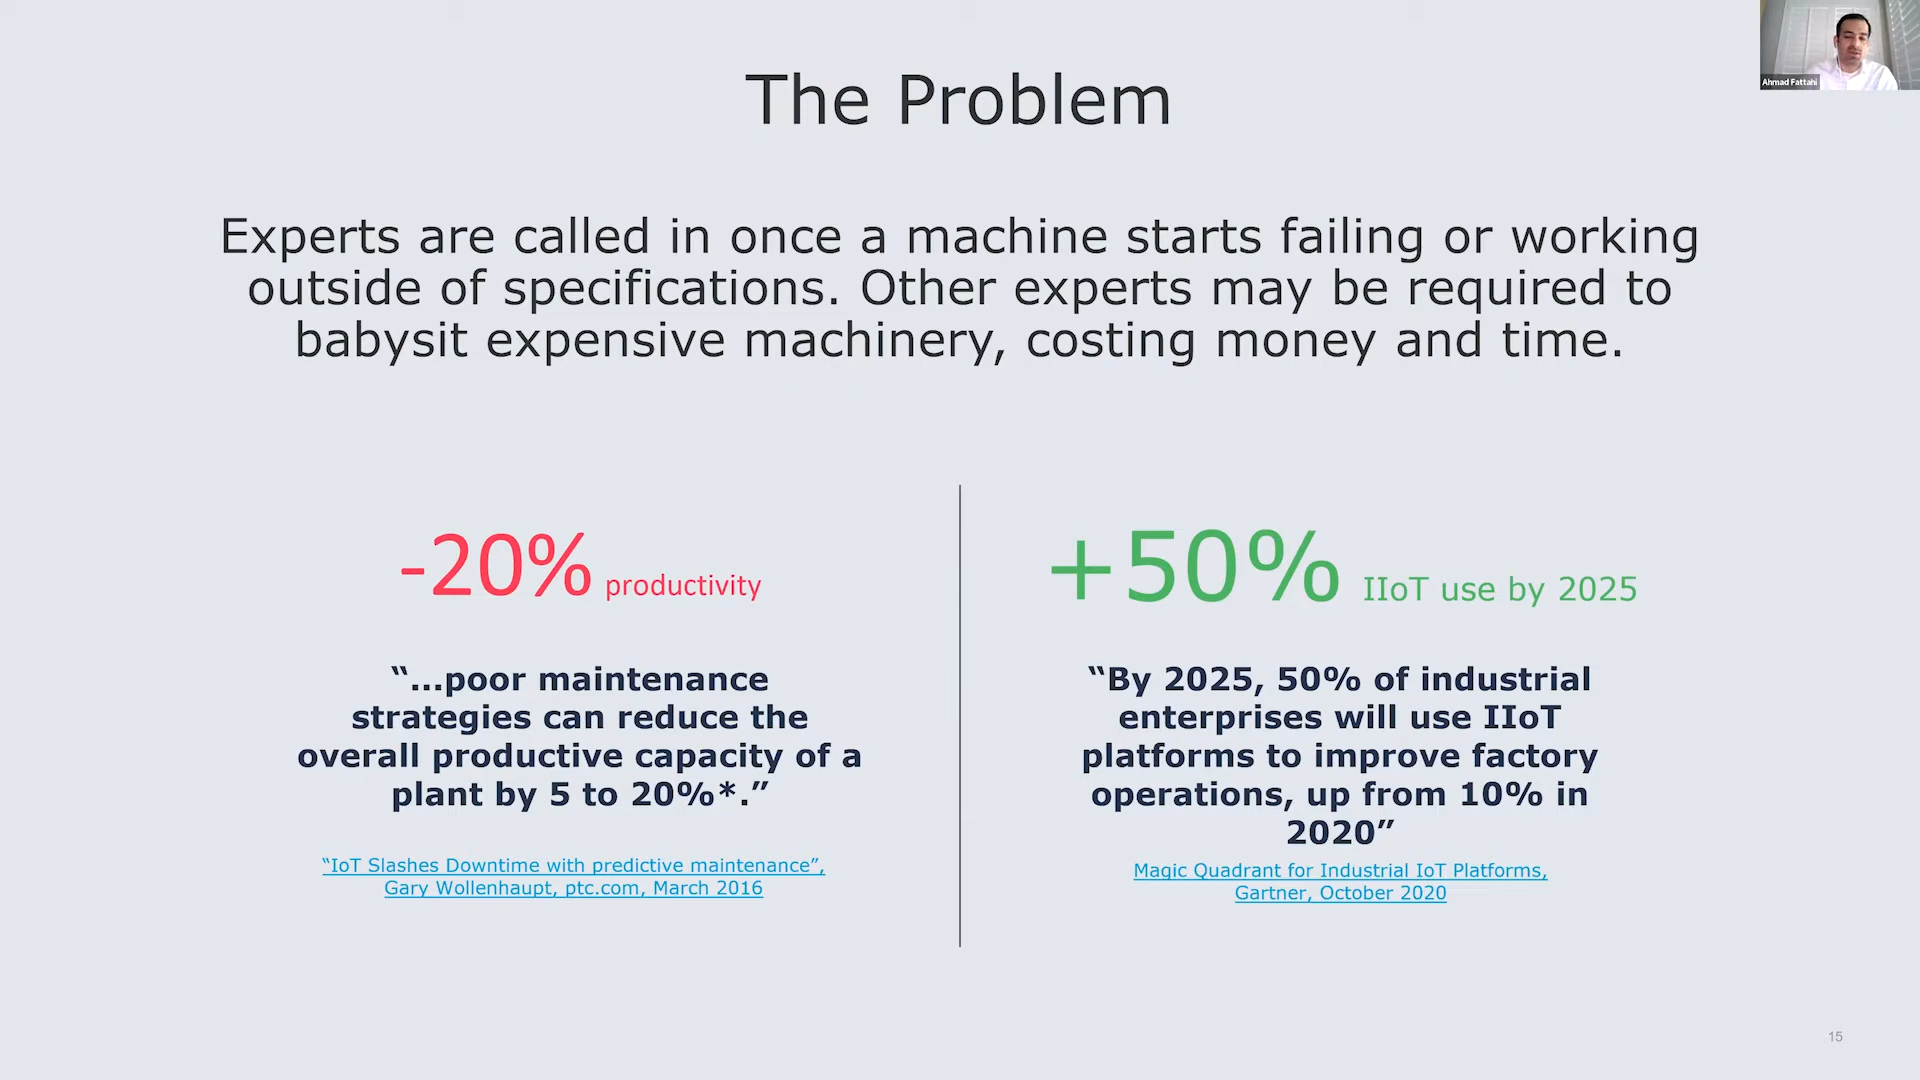 Ahmad Fattahi
The Problem
Experts are called in once a machine starts failing or working
outside of specifications. Other experts may be required to
babysit expensive machinery, costing money and time.
-20% productivity
“...poor maintenance
strategies can reduce the
overall productive capacity of a
plant by 5 to 20%*.”
“IoT Slashes Downtime with predictive maintenance”,
Gary Wollenhaupt, ptc.com, March 2016
+50% IIoT use by 2025
“By 2025, 50% of industrial
enterprises will use IIoT
platforms to improve factory
operations, up from 10% in
2020”
Magic Quadrant for Industrial IoT Platforms,
Gartner, October 2020
15